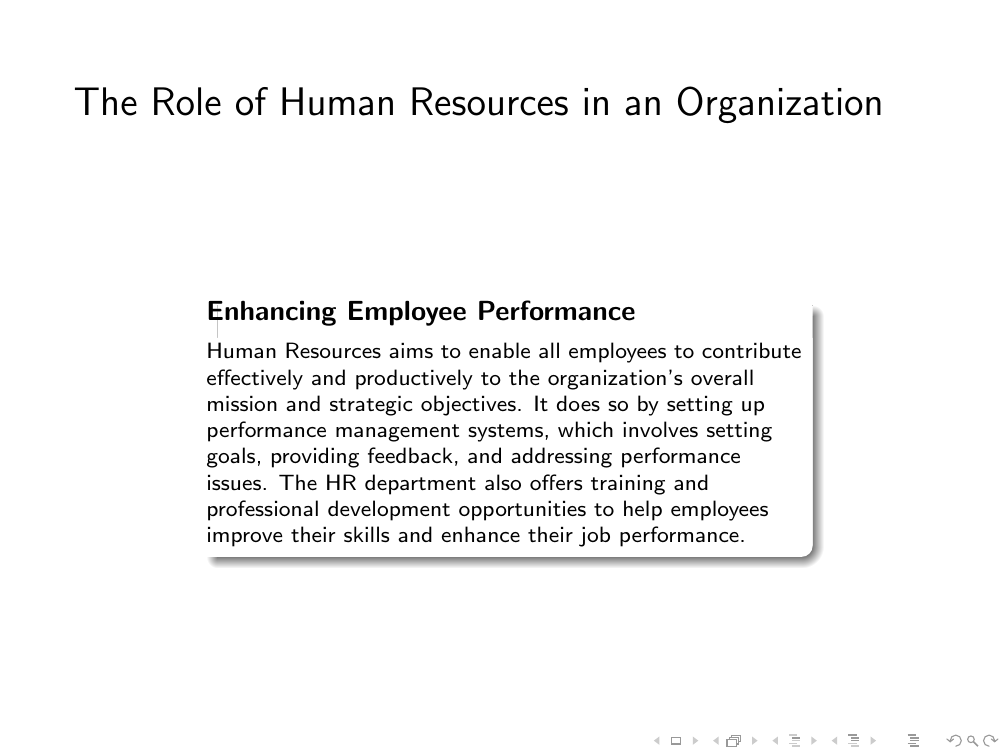 The Role of Human Resources in an Organization
Enhancing Employee Performance
Human Resources aims to enable all employees to contribute
effectively and productively to the organization's overall
mission and strategic objectives. It does so by setting up
performance management systems, which involves setting
goals, providing feedback, and addressing performance
issues. The HR department also offers training and
professional development opportunities to help employees
improve their skills and enhance their job performance.